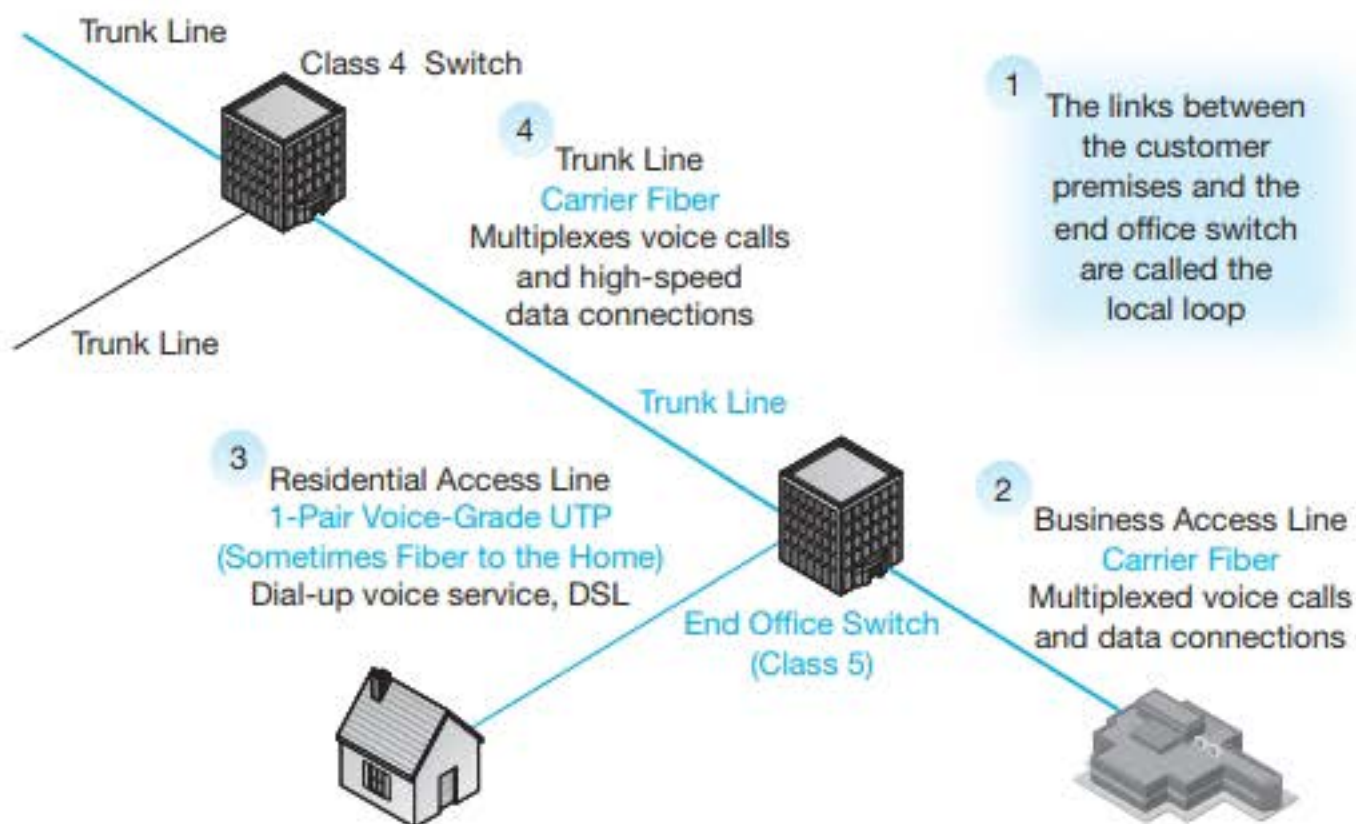 Trunk Line
Class 4 Switch
1
The links between
the customer
premises and the
end office switch
are called the
local loop
4
Trunk Line
Carrier Fiber
Multiplexes voice calls
and high-speed
data connections
Trunk Line
Trunk Line
3
Residential Access Line
1-Pair Voice-Grade UTP
(Sometimes Fiber to the Home)
Dial-up voice service, DSL
End Office Switch
(Class 5)
2
Business Access Line
Carrier Fiber
Multiplexed voice calls
and data connections